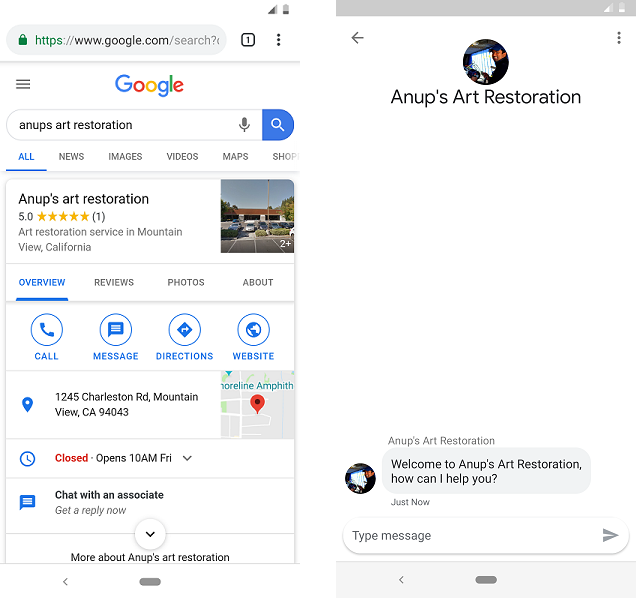 1
https://www.google.com/search?c
Google
anups art restoration
ALL NEWS IMAGES VIDEOS MAPS SHOP
Anup's art restoration
5.0 (1)
Art restoration service in Mountain
View, California
2+
OVERVIEW REVIEWS PHOTOS ABOUT
CALL MESSAGE DIRECTIONS WEBSITE
1245 Charleston Rd, Mountain
View, CA 94043
horeline Amphith
Closed · Opens 10AM Fri
Chat with an associate
Get a reply now
More about Anup's art restoration
Anup's Art Restoration
Anup's Art Restoration
Welcome to Anup's Art Restoration,
how can I help you?
Just Now
Type message